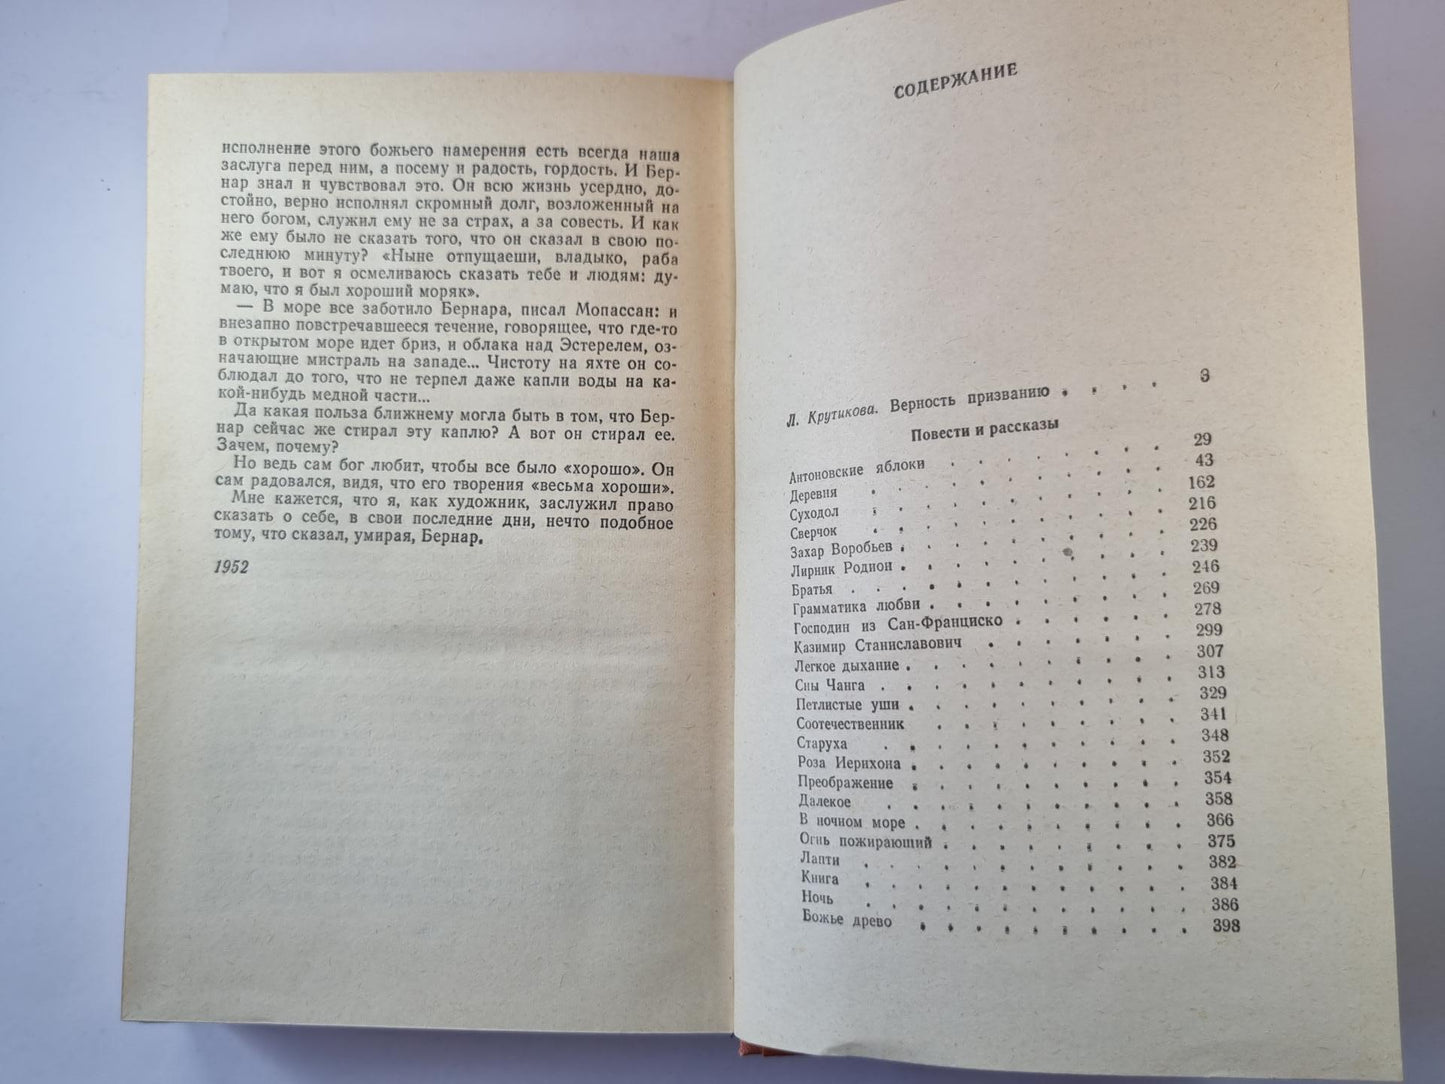 исполнение этого божьего намерения есть всегда наша
заслуга перед ним, а посему и радость, гордость. И Бер-
нар знал и чувствовал это. Он всю жизнь усердно, до-
стойно, верно исполнял скромный долг, возложенный на
него богом, служил ему не за страх, а за совесть. И как
же ему было не сказать того, что он сказал в свою по-
следнюю минуту? «Ныне отпущаеши, владыко, раба
твоего, и вот я осмеливаюсь сказать тебе и людям: ду-
маю, что я был хороший моряк».
— В море все заботило Бернара, писал Мопассан: и
внезапно повстречавшееся течение, говорящее, что где-то
в открытом море идет бриз, и облака над Эстерелем, оз-
начающие мистраль на западе... Чистоту на яхте он со-
блюдал до того, что не терпел даже капли воды на ка-
кой-нибудь медной части...
Да какая польза ближнему могла быть в том, что Бер-
нар сейчас же стирал эту каплю? А вот он стирал ее.
Зачем, почему?
Но ведь сам бог любит, чтобы все было «хорошо». Он
сам радовался, видя, что его творения «весьма хороши».
Мне кажется, что я, как художник, заслужил право
сказать о себе, в свои последние дни, нечто подобное
тому, что сказал, умирая, Бернар.
1952
СОДЕРЖАНИЕ
Л. Крутикова. Верность призванию . . . . 3
Повести и рассказы
Антоновские яблоки . . . . . . . . 29
Деревня . . . . . . . . . . . 43
Суходол . . . . . . . . . . . 162
Сверчок . . . . . . . . . . . 216
Захар Воробьев . . . . . . . . . . 226
Лирник Родион . . . . . . . . . . 239
Братья . . . . . . . . . . . . 246
Грамматика любви . . . . . . . . . 269
Господин из Сан-Франциско . . . . . . 278
Казимир Станиславович . . . . . . . 299
Легкое дыхание . . . . . . . . . . 307
Сны Чанга . . . . . . . . . . . 313
Петлистые уши . . . . . . . . . . 329
Соотечественник . . . . . . . . . 341
Старуха . . . . . . . . . . . 348
Роза Иерихона . . . . . . . . . . 352
Преображение . . . . . . . . . . 354
Далекое . . . . . . . . . . . 358
В ночном море . . . . . . . . . . 366
Огнь пожирающий . . . . . . . . . 375
Лапти . . . . . . . . . . . . 382
Книга . . . . . . . . . . . . 384
Ночь . . . . . . . . . . . . 386
Божье древо . . . . . . . . . . 398